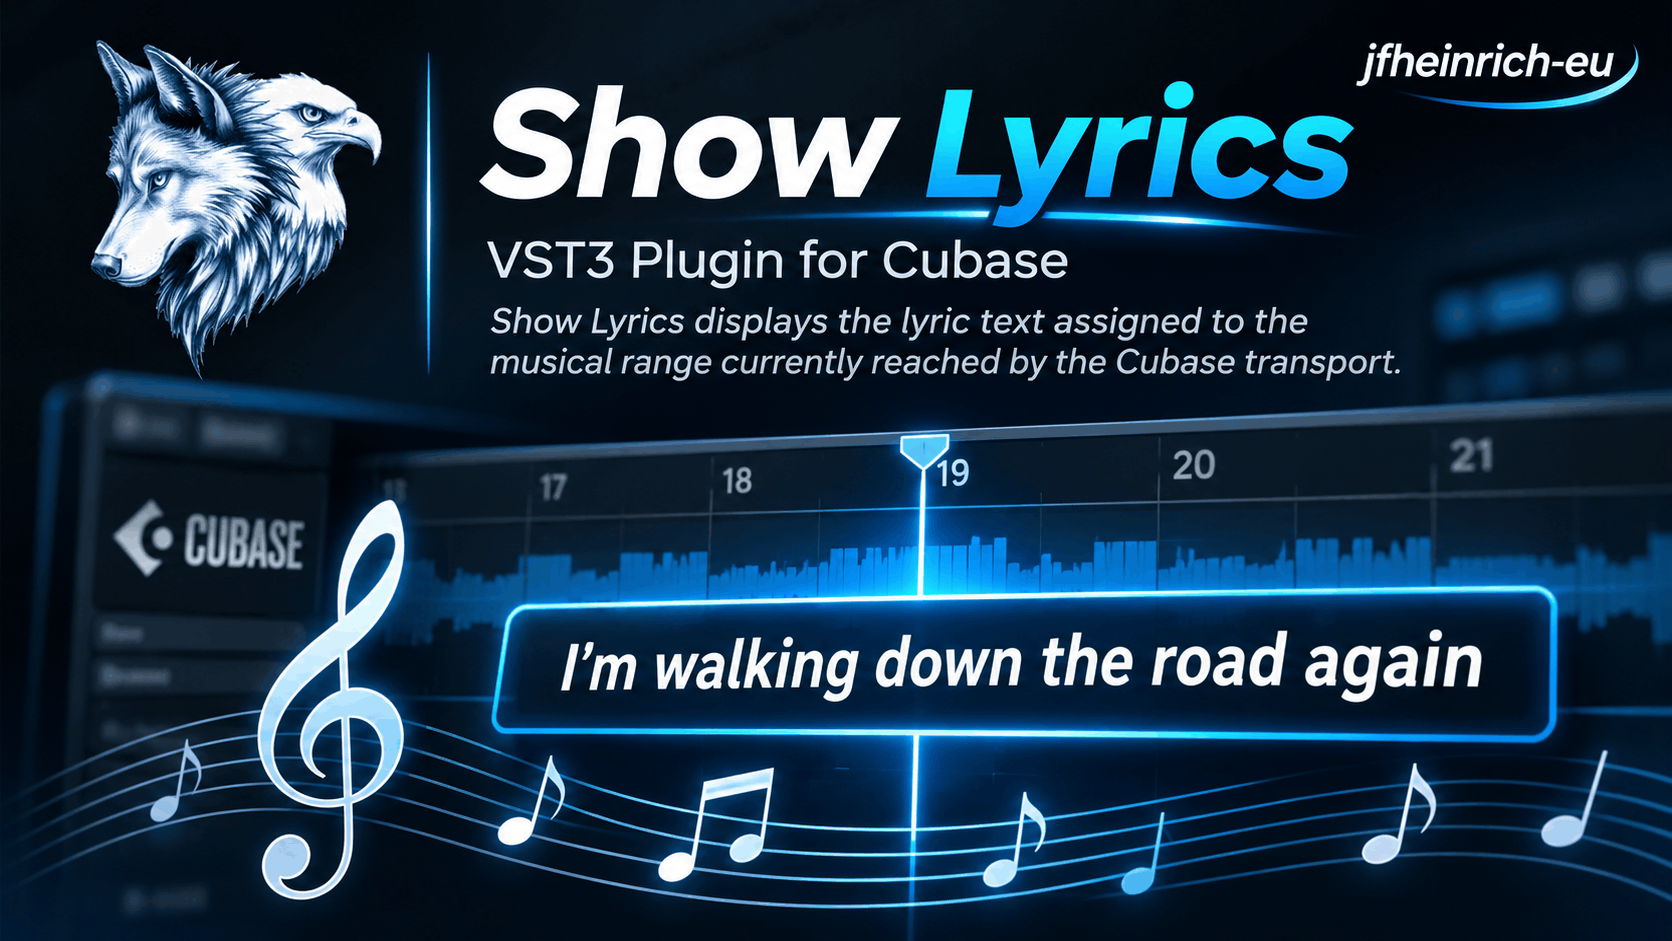 jfheinrich-eu
Show Lyrics
VST3 Plugin for Cubase
Show Lyrics displays the lyric text assigned to the
musical range currently reached by the Cubase transport.
17 18 19 20 21
CUBASE
I'm walking down the road again